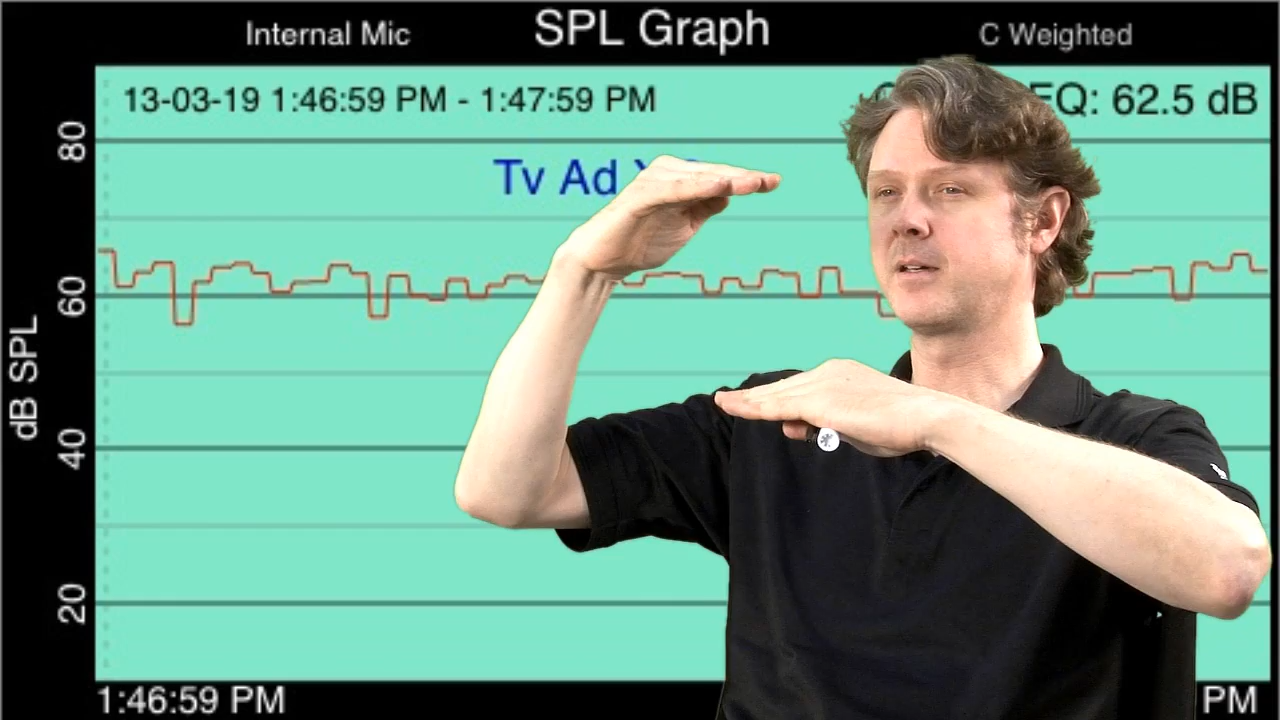 Internal Mic SPL Graph C Weighted
13-03-19 1:46:59 PM - 1:47:59 PM EQ: 62.5 dB
80
Tv Ad
60
dB SPL
40
20
1:46:59 PM PM